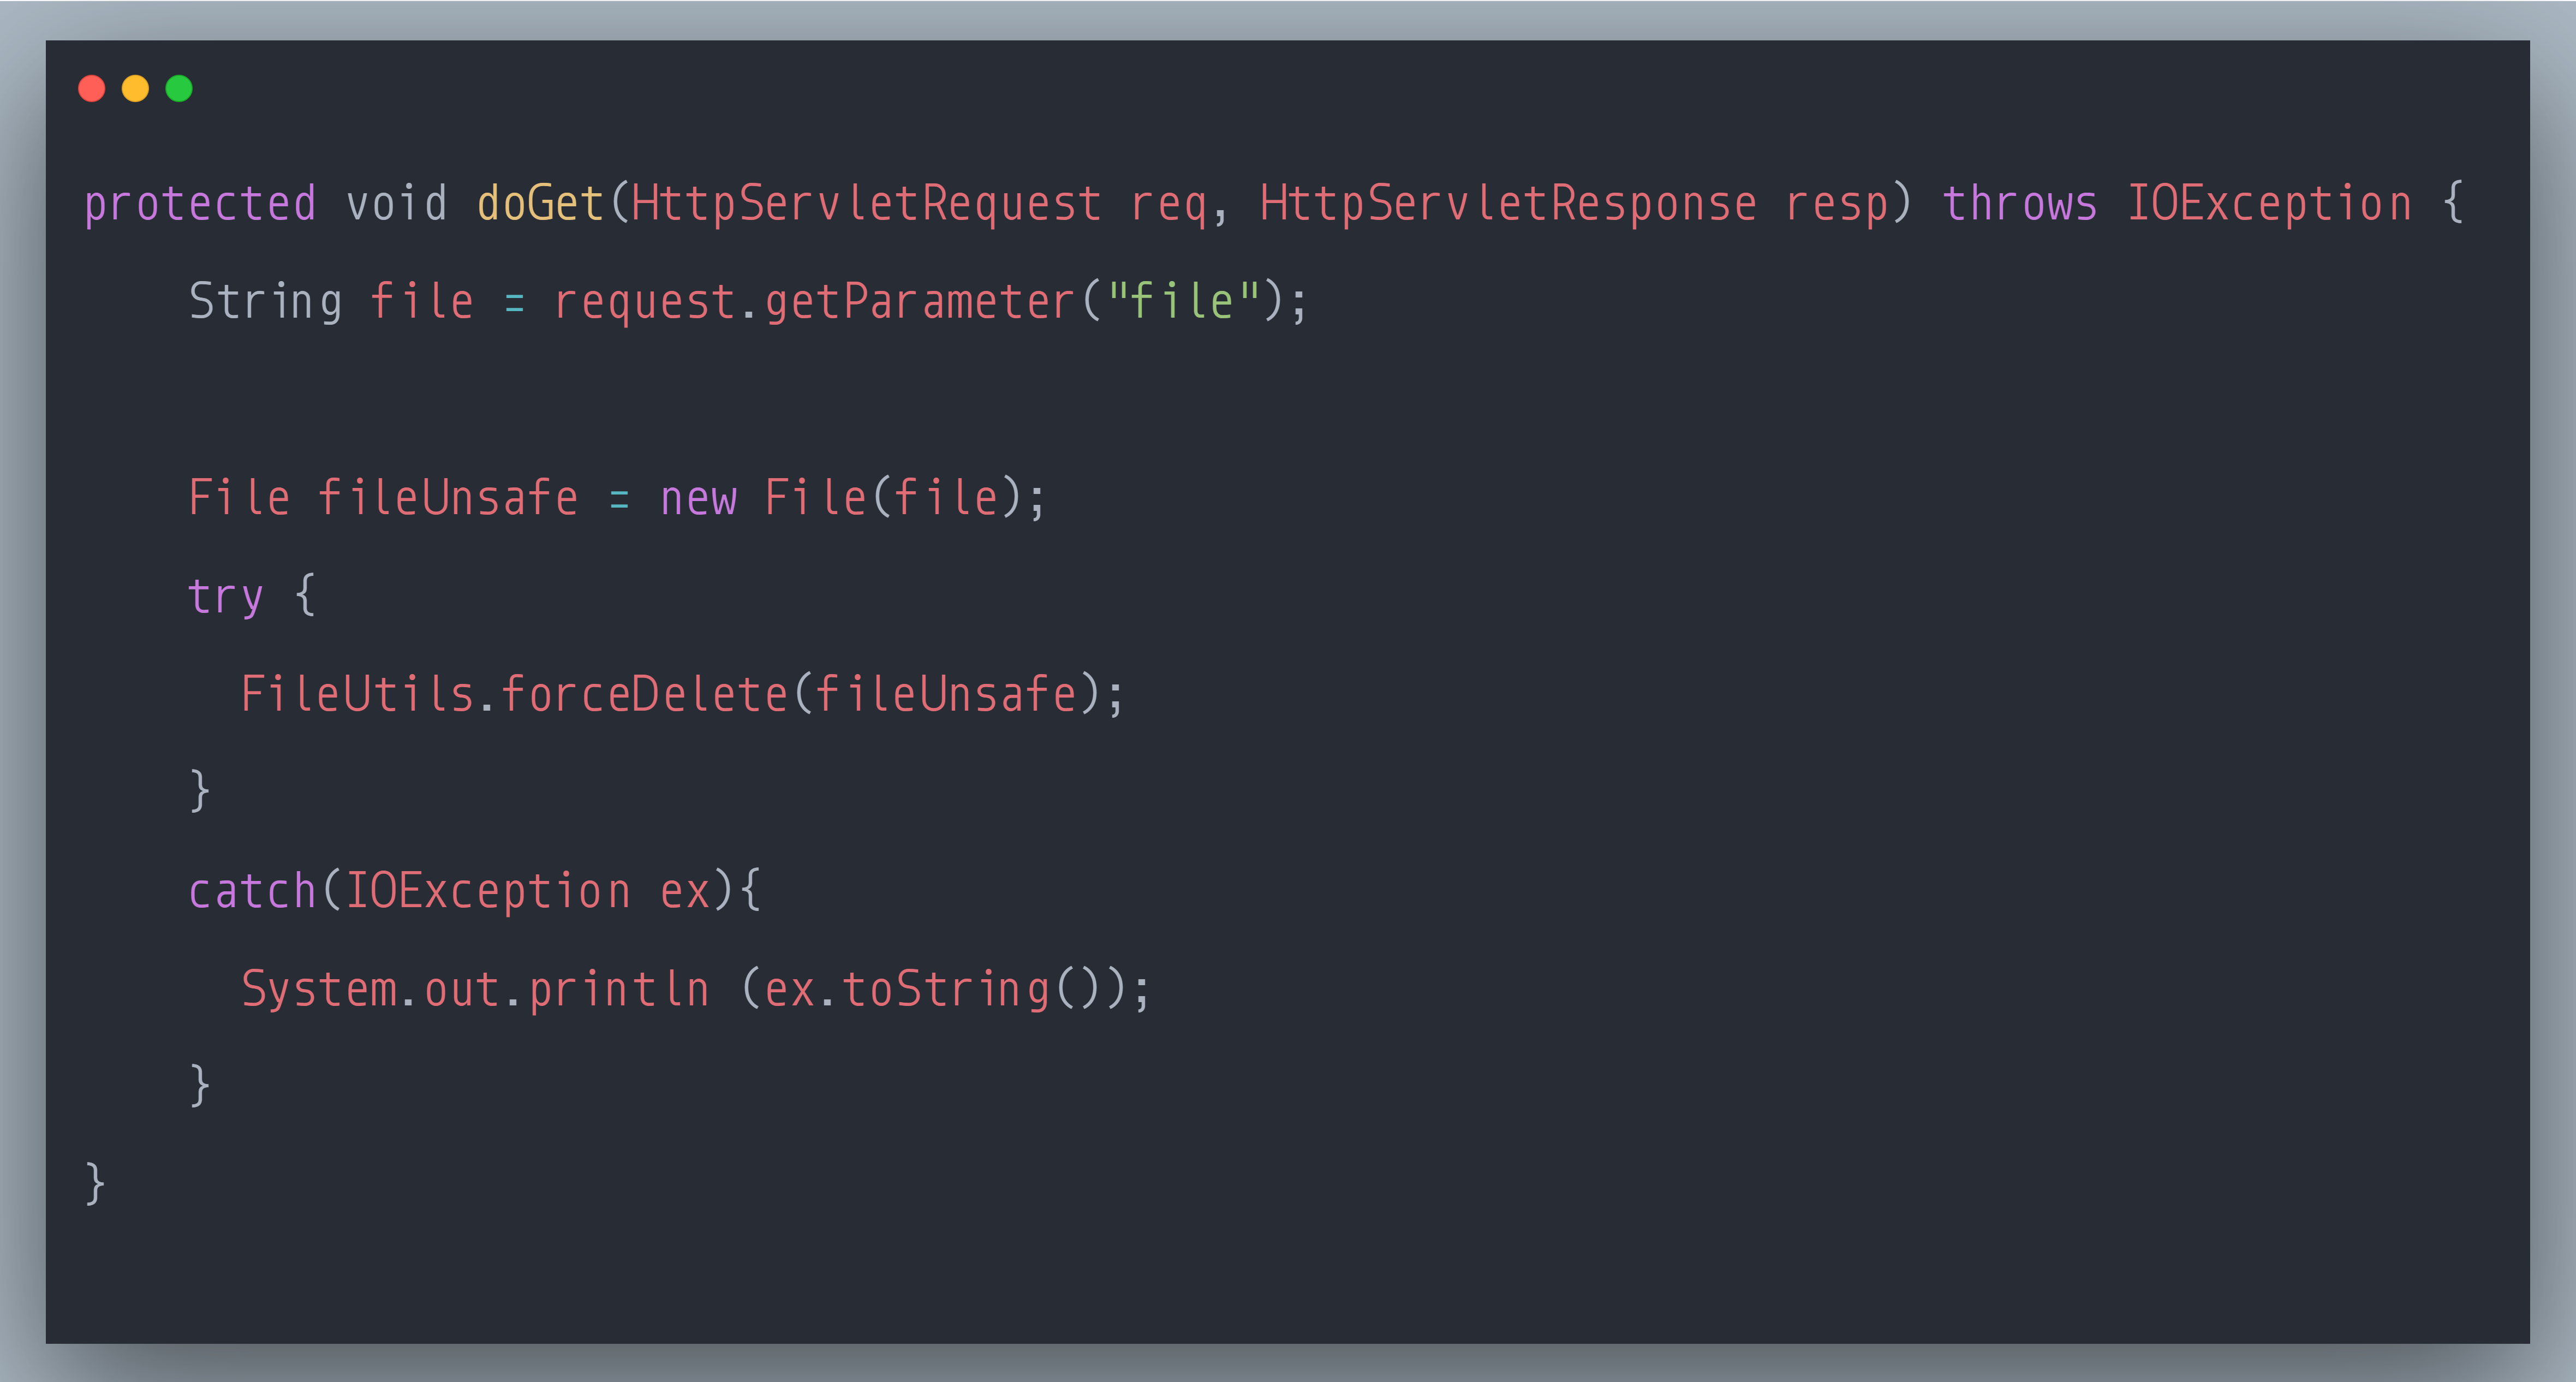 protected void doGet(HttpServletRequest req, HttpServletResponse resp) throws IOException {
    String file = request.getParameter("file");

    File fileUnsafe = new File(file);
    try {
      FileUtils.forceDelete(fileUnsafe);
    }
    catch(IOException ex){
      System.out.println (ex.toString());
    }
}